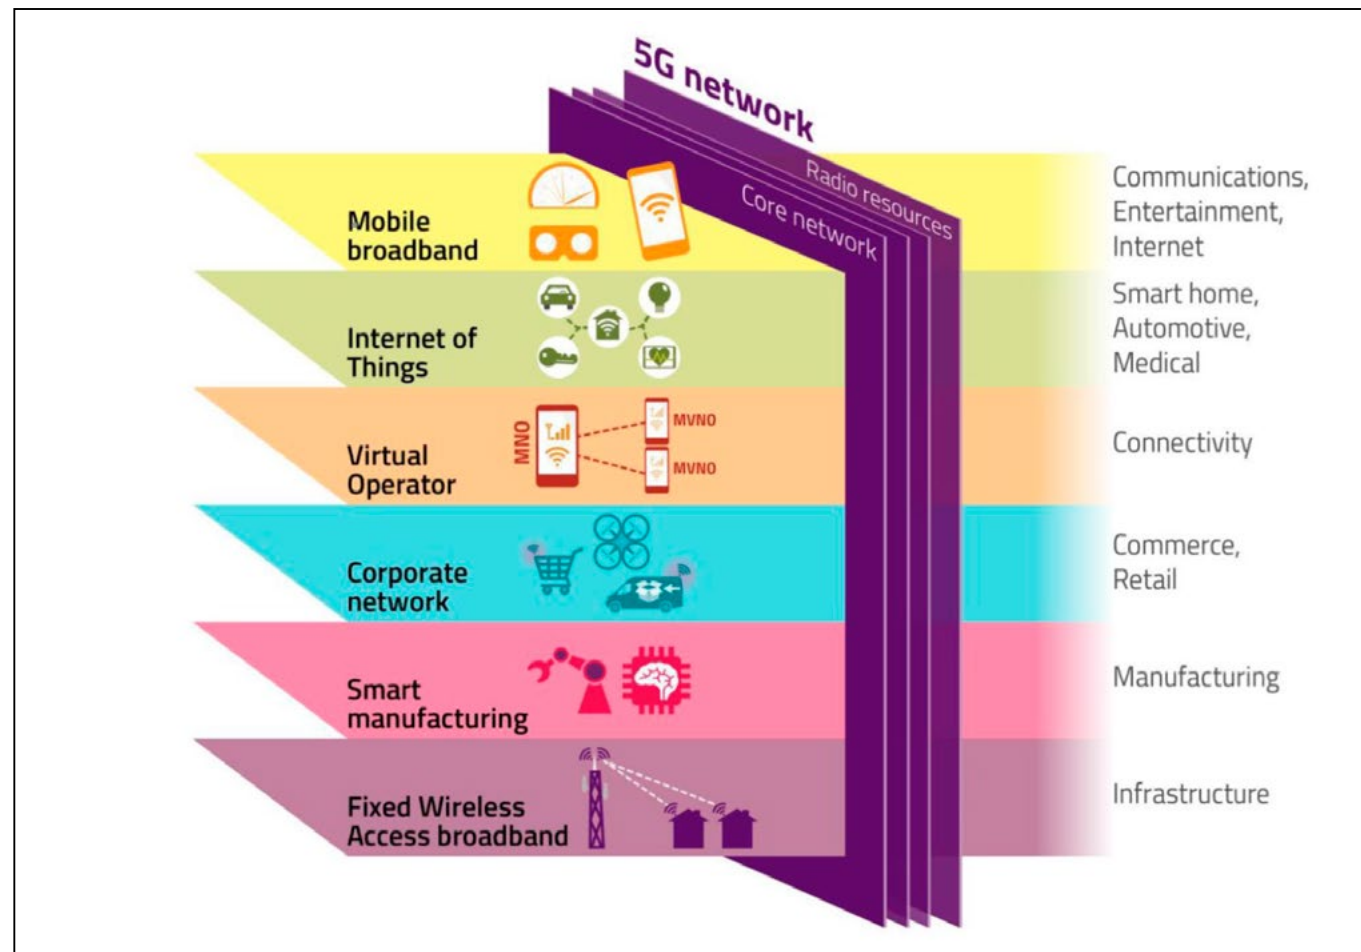 5G network
Radio resources
Core network
Mobile
broadband
Communications,
Entertainment,
Internet
Internet of
Things
Smart home,
Automotive,
Medical
Virtual
Operator
MNO
MVNO
MVNO
Connectivity
Corporate
network
Commerce,
Retail
Smart
manufacturing
Manufacturing
Fixed Wireless
Access broadband
Infrastructure